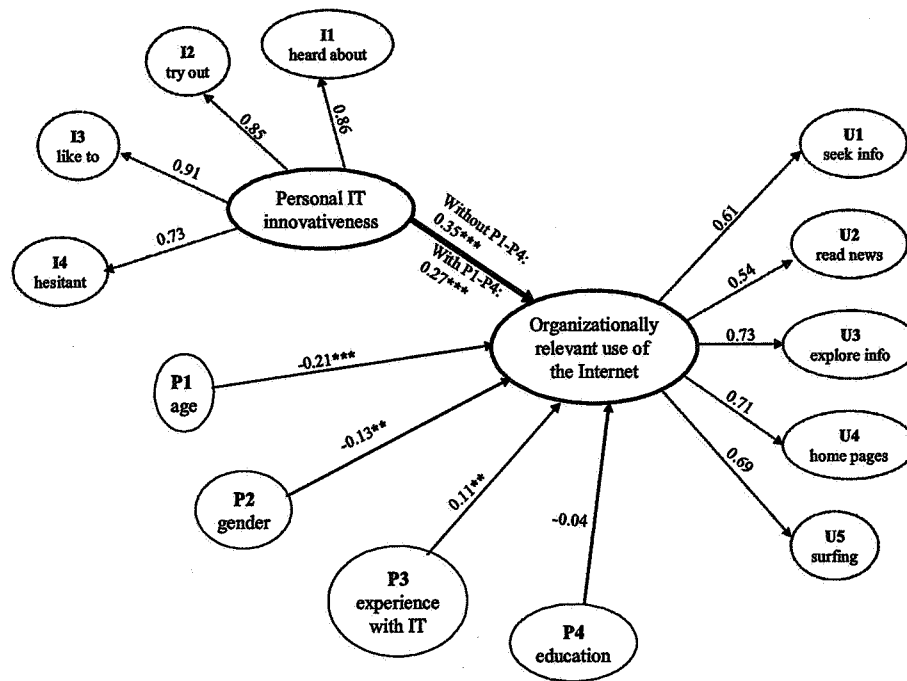 I1
heard about
I2
try out
I3
like to
I4
hesitant
0.86
0.85
0.91
0.73
Personal IT
innovativeness
Without P1-P4:
0.35***
With P1-P4:
0.27***
Organizationally
relevant use of
the Internet
U1
seek info
U2
read news
U3
explore info
U4
home pages
U5
surfing
0.61
0.54
0.73
0.71
0.69
P1
age
-0.21***
P2
gender
-0.13**
P3
experience
with IT
0.11**
P4
education
-0.04